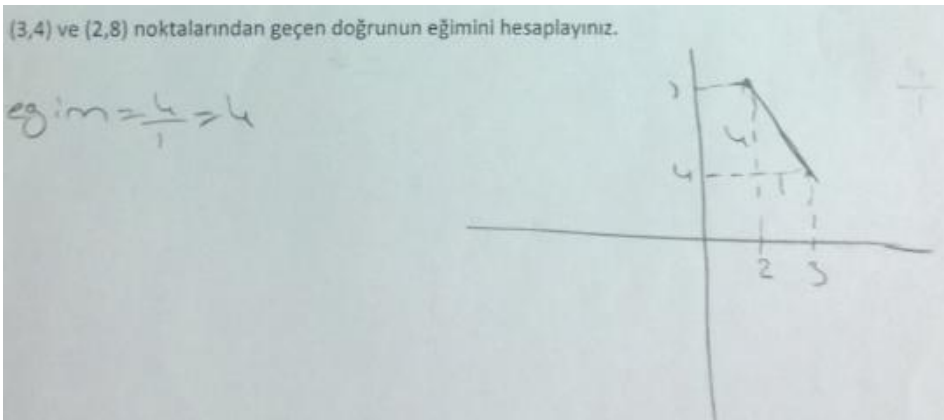 (3,4) ve (2,8) noktalarından geçen doğrunun eğimini hesaplayınız.
eğim = 4/1 = 4
4
4
1
2 3